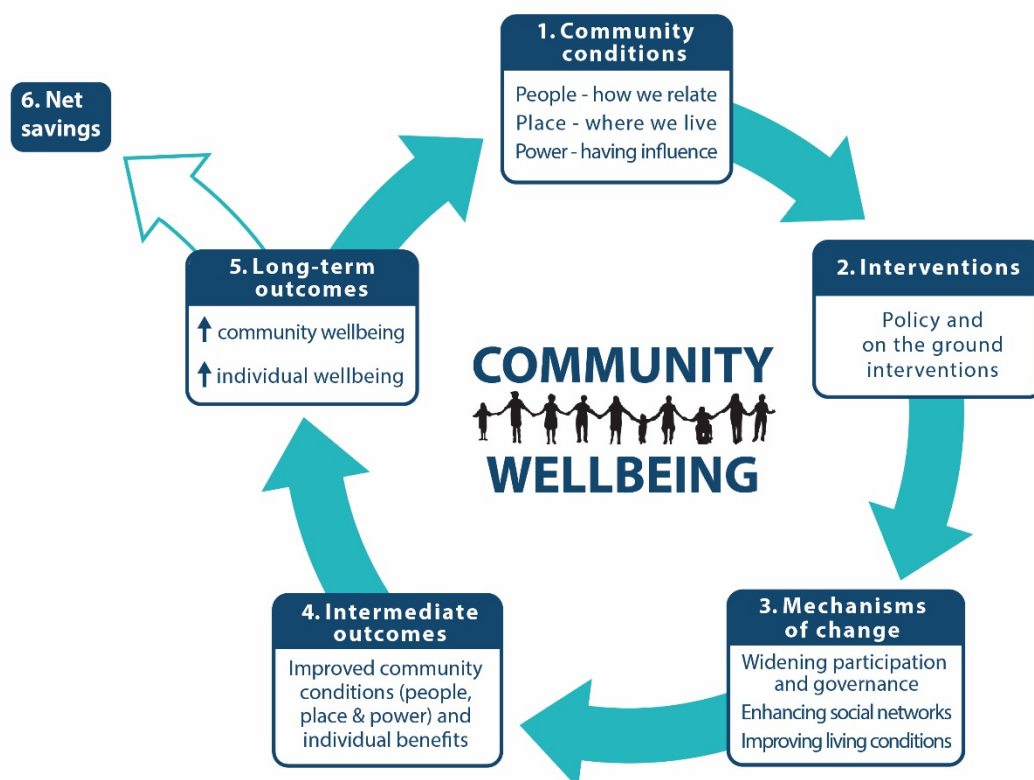 1. Community
conditions
People - how we relate
Place - where we live
Power - having influence
2. Interventions
Policy and
on the ground
interventions
3. Mechanisms
of change
Widening participation
and governance
Enhancing social networks
Improving living conditions
4. Intermediate
outcomes
Improved community
conditions (people,
place & power) and
individual benefits
5. Long-term
outcomes
↑ community wellbeing
↑ individual wellbeing
6. Net
savings
COMMUNITY
WELLBEING